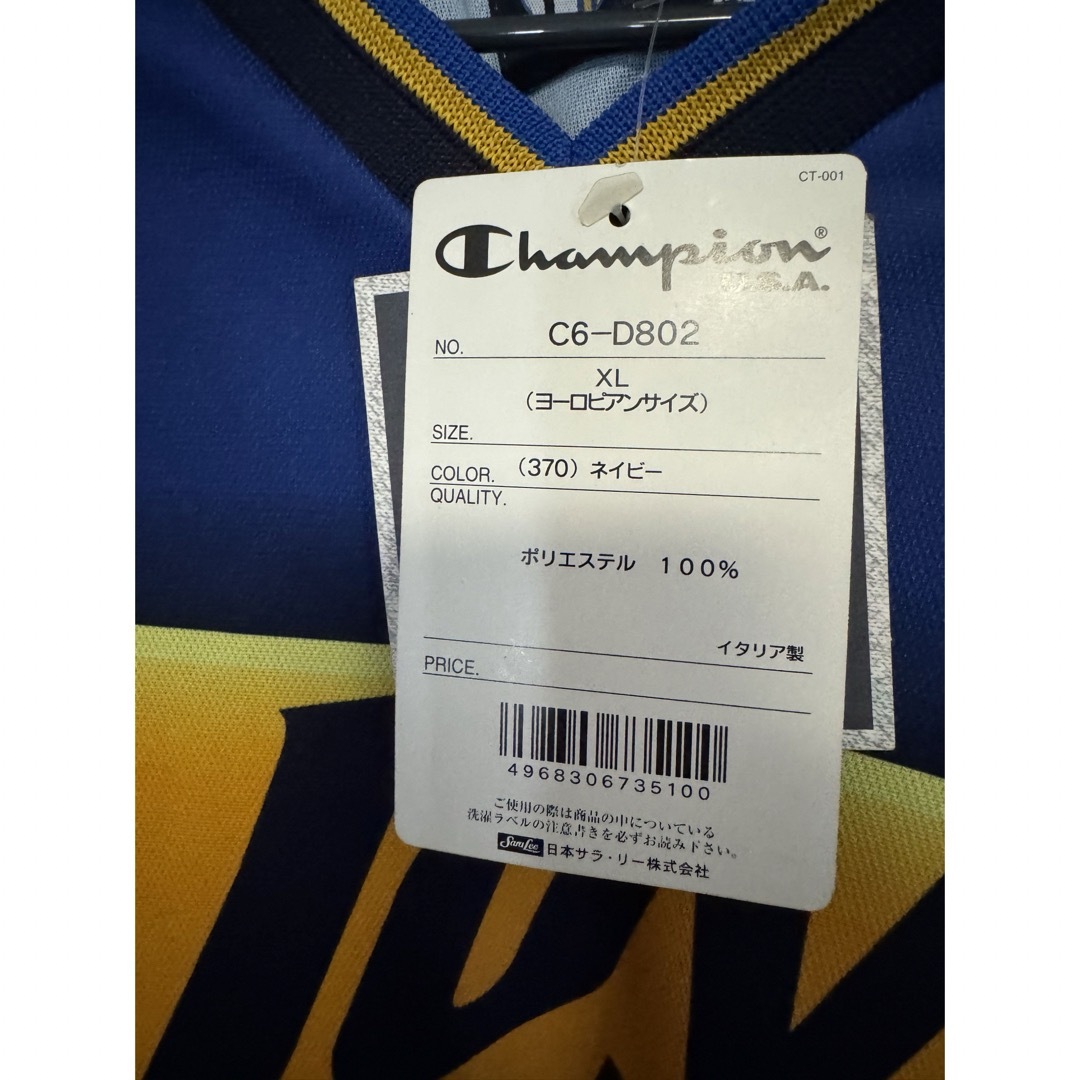 CT-001
Champion®
U.S.A.
NO. C6-D802
XL
(ヨーロピアンサイズ)
SIZE.
COLOR. (370) ネイビー
QUALITY.
ポリエステル 100%
イタリア製
PRICE.
4968306735100
ご使用の際は商品の中についている
洗濯ラベルの注意書きを必ずお読み下さい。
Sara Lee 日本サラ・リー株式会社